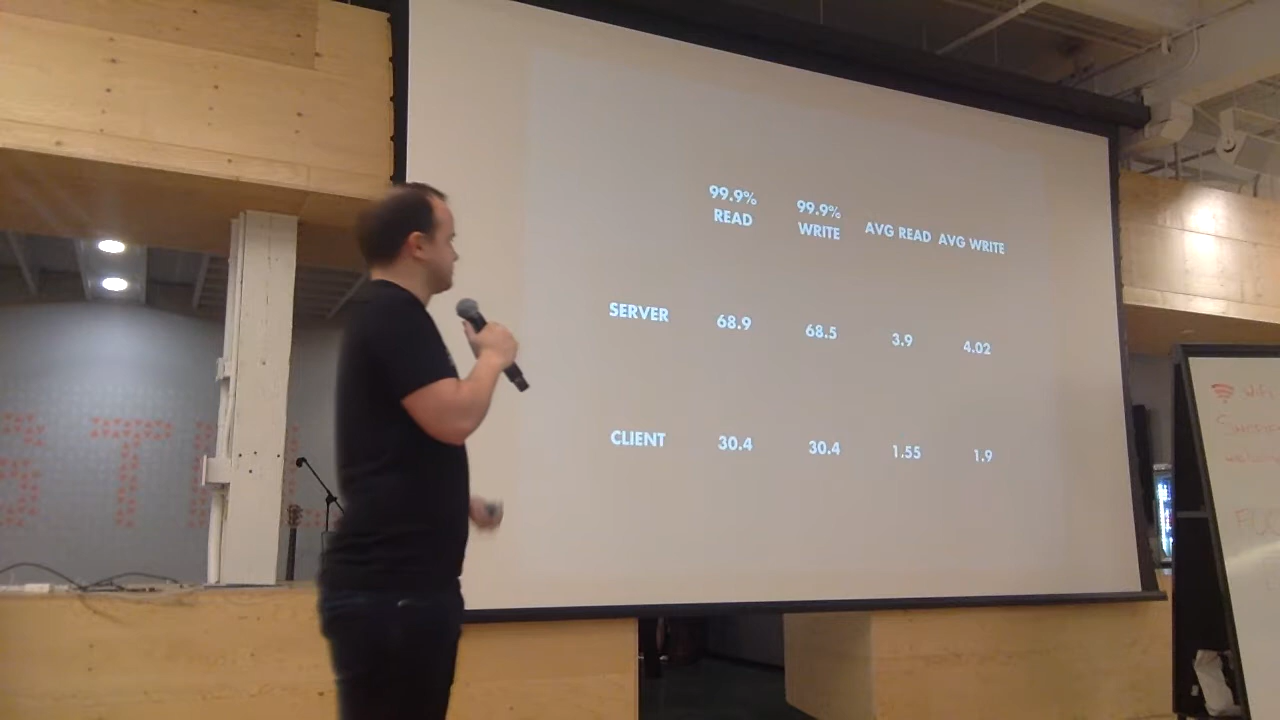 99.9% READ 99.9% WRITE AVG READ AVG WRITE
SERVER 68.9 68.5 3.9 4.02
CLIENT 30.4 30.4 1.55 1.9
wifi